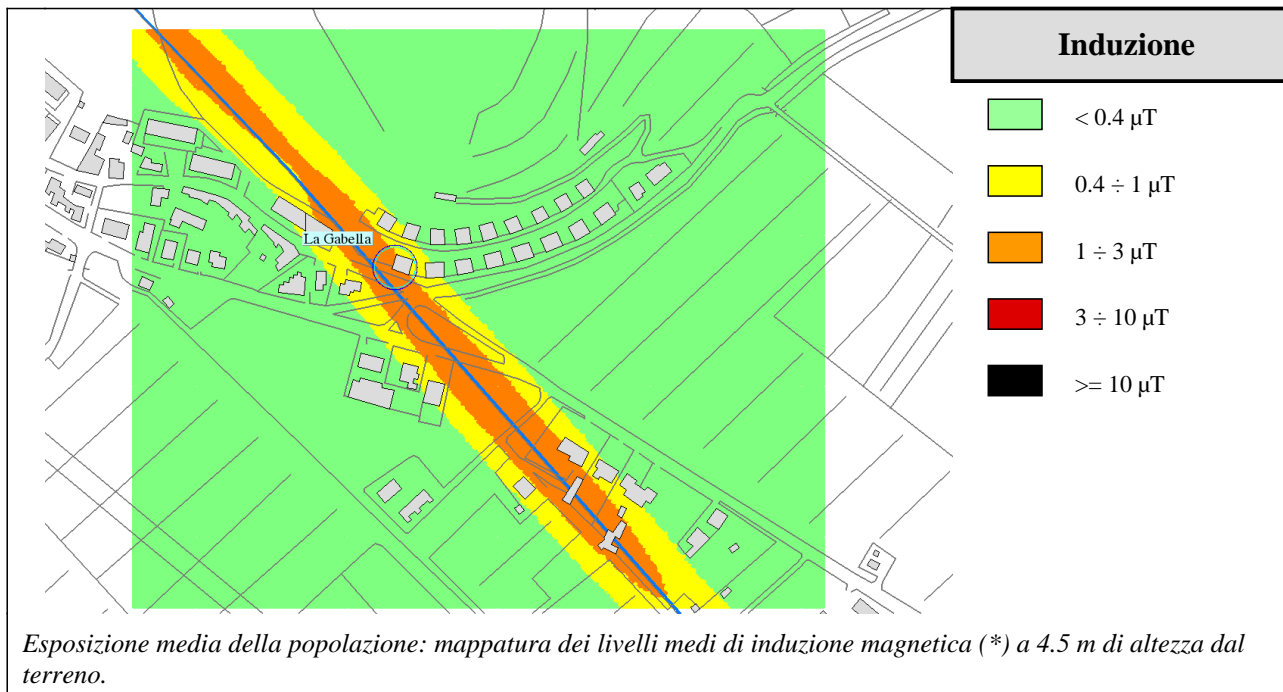 Induzione
< 0.4 µT
0.4 ÷ 1 µT
1 ÷ 3 µT
3 ÷ 10 µT
>= 10 µT
La Gabella
Esposizione media della popolazione: mappatura dei livelli medi di induzione magnetica (*) a 4.5 m di altezza dal
terreno.